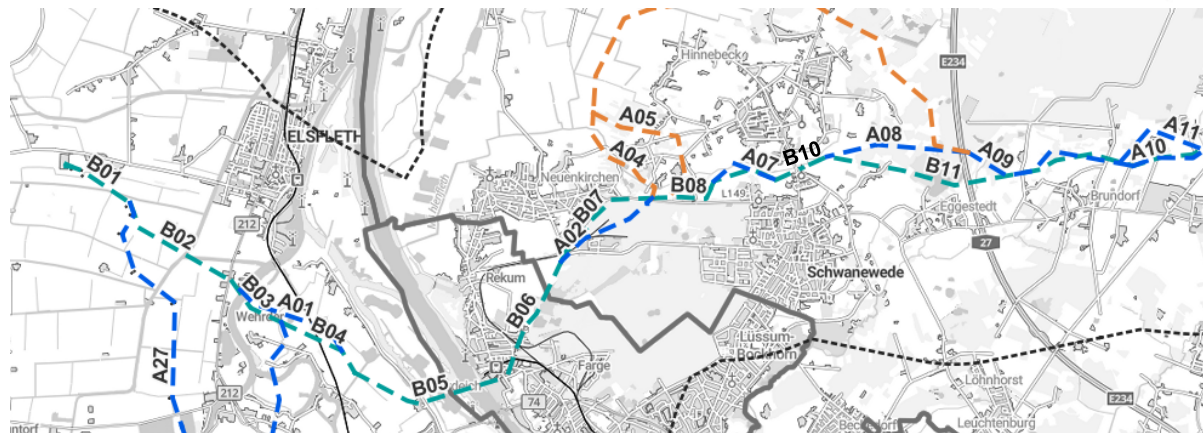 Hinnebeck
E234
ELSFLETH
A05
A08
A11
A04
A07
B10
A10
B01
Neuenkirchen
B08
B11
A09
L149
Brundorf
212
B07
Eggestedt
B02
A02
27
Rekum
Schwanewede
B03
A01
B06
B04
Lüssum-
Bockhorn
A27
Farge
B05
Löhnhorst
212
74
E234
Leuchtenburg